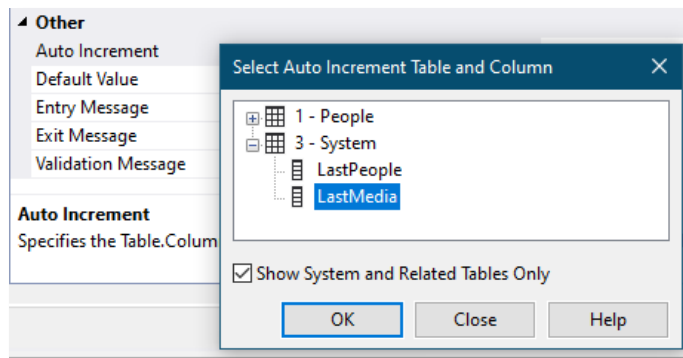 Other
Auto Increment
Default Value
Entry Message
Exit Message
Validation Message
Auto Increment
Specifies the Table.Colum
Select Auto Increment Table and Column
1 - People
3 - System
LastPeople
LastMedia
Show System and Related Tables Only
OK Close Help